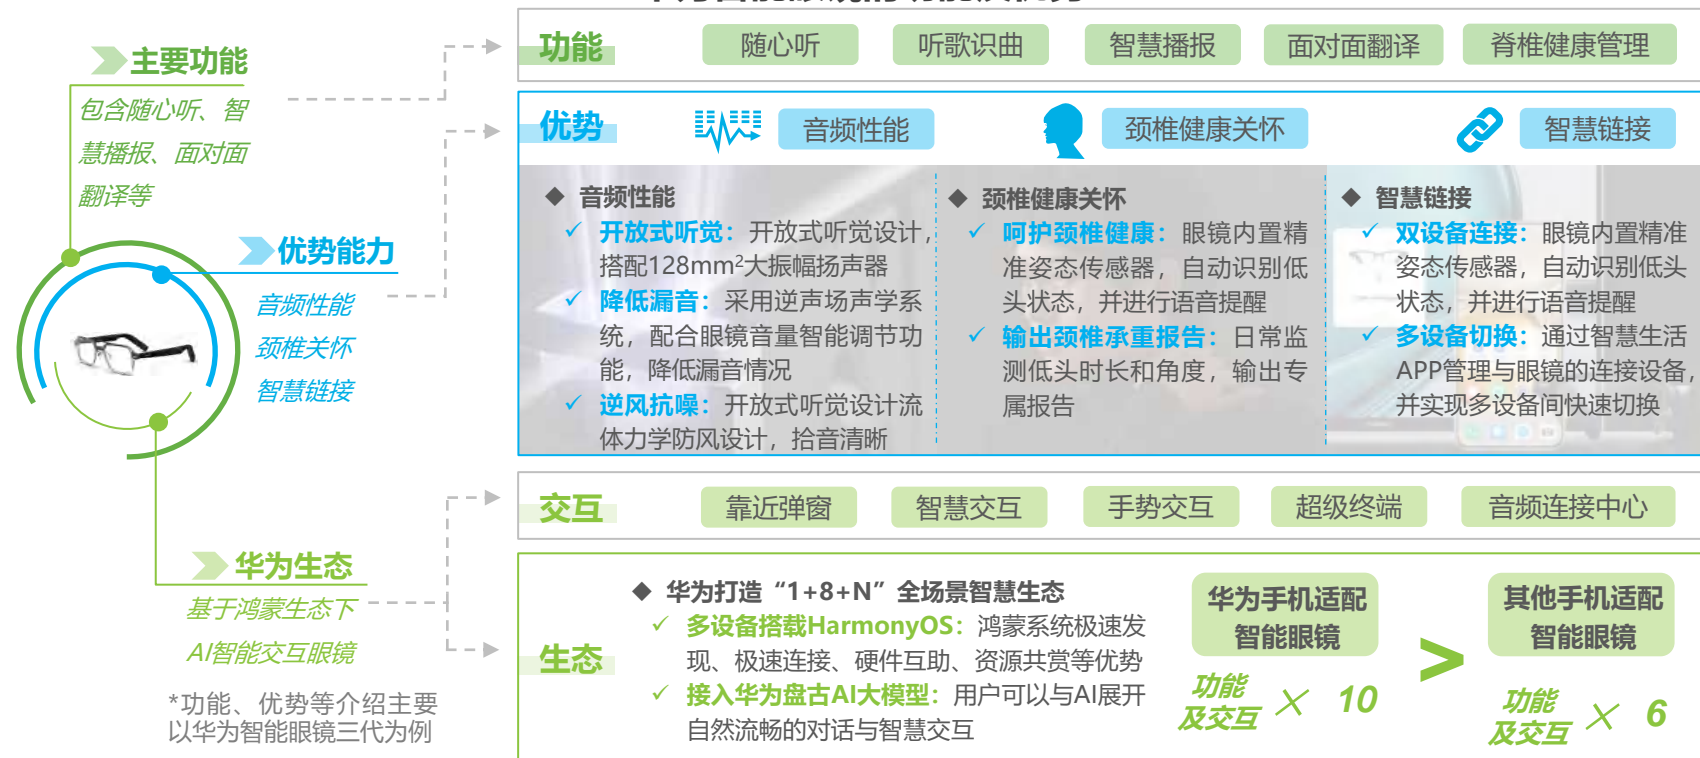 主要功能
包含随心听、智
慧播报、面对面
翻译等
优势能力
音频性能
颈椎关怀
智慧链接
华为生态
基于鸿蒙生态下
AI智能交互眼镜
*功能、优势等介绍主要
以华为智能眼镜三代为例
功能
随心听
听歌识曲
智慧播报
面对面翻译
脊椎健康管理
优势
音频性能
颈椎健康关怀
智慧链接
◆ 音频性能
✓ 开放式听觉：开放式听觉设计，
搭配128mm²大振幅扬声器
✓ 降低漏音：采用逆声场声学系
统，配合眼镜音量智能调节功
能，降低漏音情况
✓ 逆风抗噪：开放式听觉设计流
体力学防风设计，拾音清晰
◆ 颈椎健康关怀
✓ 呵护颈椎健康：眼镜内置精
准姿态传感器，自动识别低
头状态，并进行语音提醒
✓ 输出颈椎承重报告：日常监
测低头时长和角度，输出专
属报告
◆ 智慧链接
✓ 双设备连接：眼镜内置精准
姿态传感器，自动识别低头
状态，并进行语音提醒
✓ 多设备切换：通过智慧生活
APP管理与眼镜的连接设备，
并实现多设备间快速切换
交互
靠近弹窗
智慧交互
手势交互
超级终端
音频连接中心
生态
◆ 华为打造“1+8+N”全场景智慧生态
✓ 多设备搭载HarmonyOS：鸿蒙系统极速发
现、极速连接、硬件互助、资源共赏等优势
✓ 接入华为盘古AI大模型：用户可以与AI展开
自然流畅的对话与智慧交互
华为手机适配
智能眼镜
功能
及交互 × 10
>
其他手机适配
智能眼镜
功能
及交互 × 6